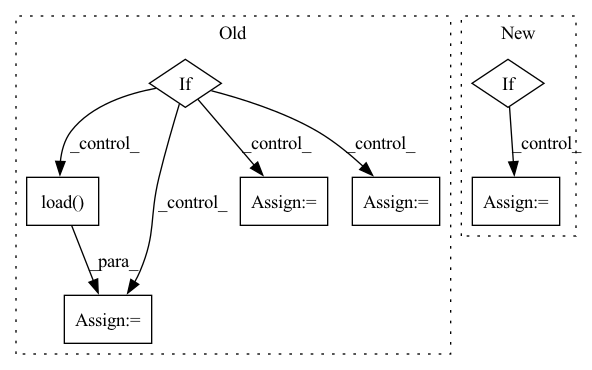 Old
New
If
If
_control_
_control_
_control_
_control_
_control_
load()
Assign:=
Assign:=
Assign:=
_para_
Assign:=